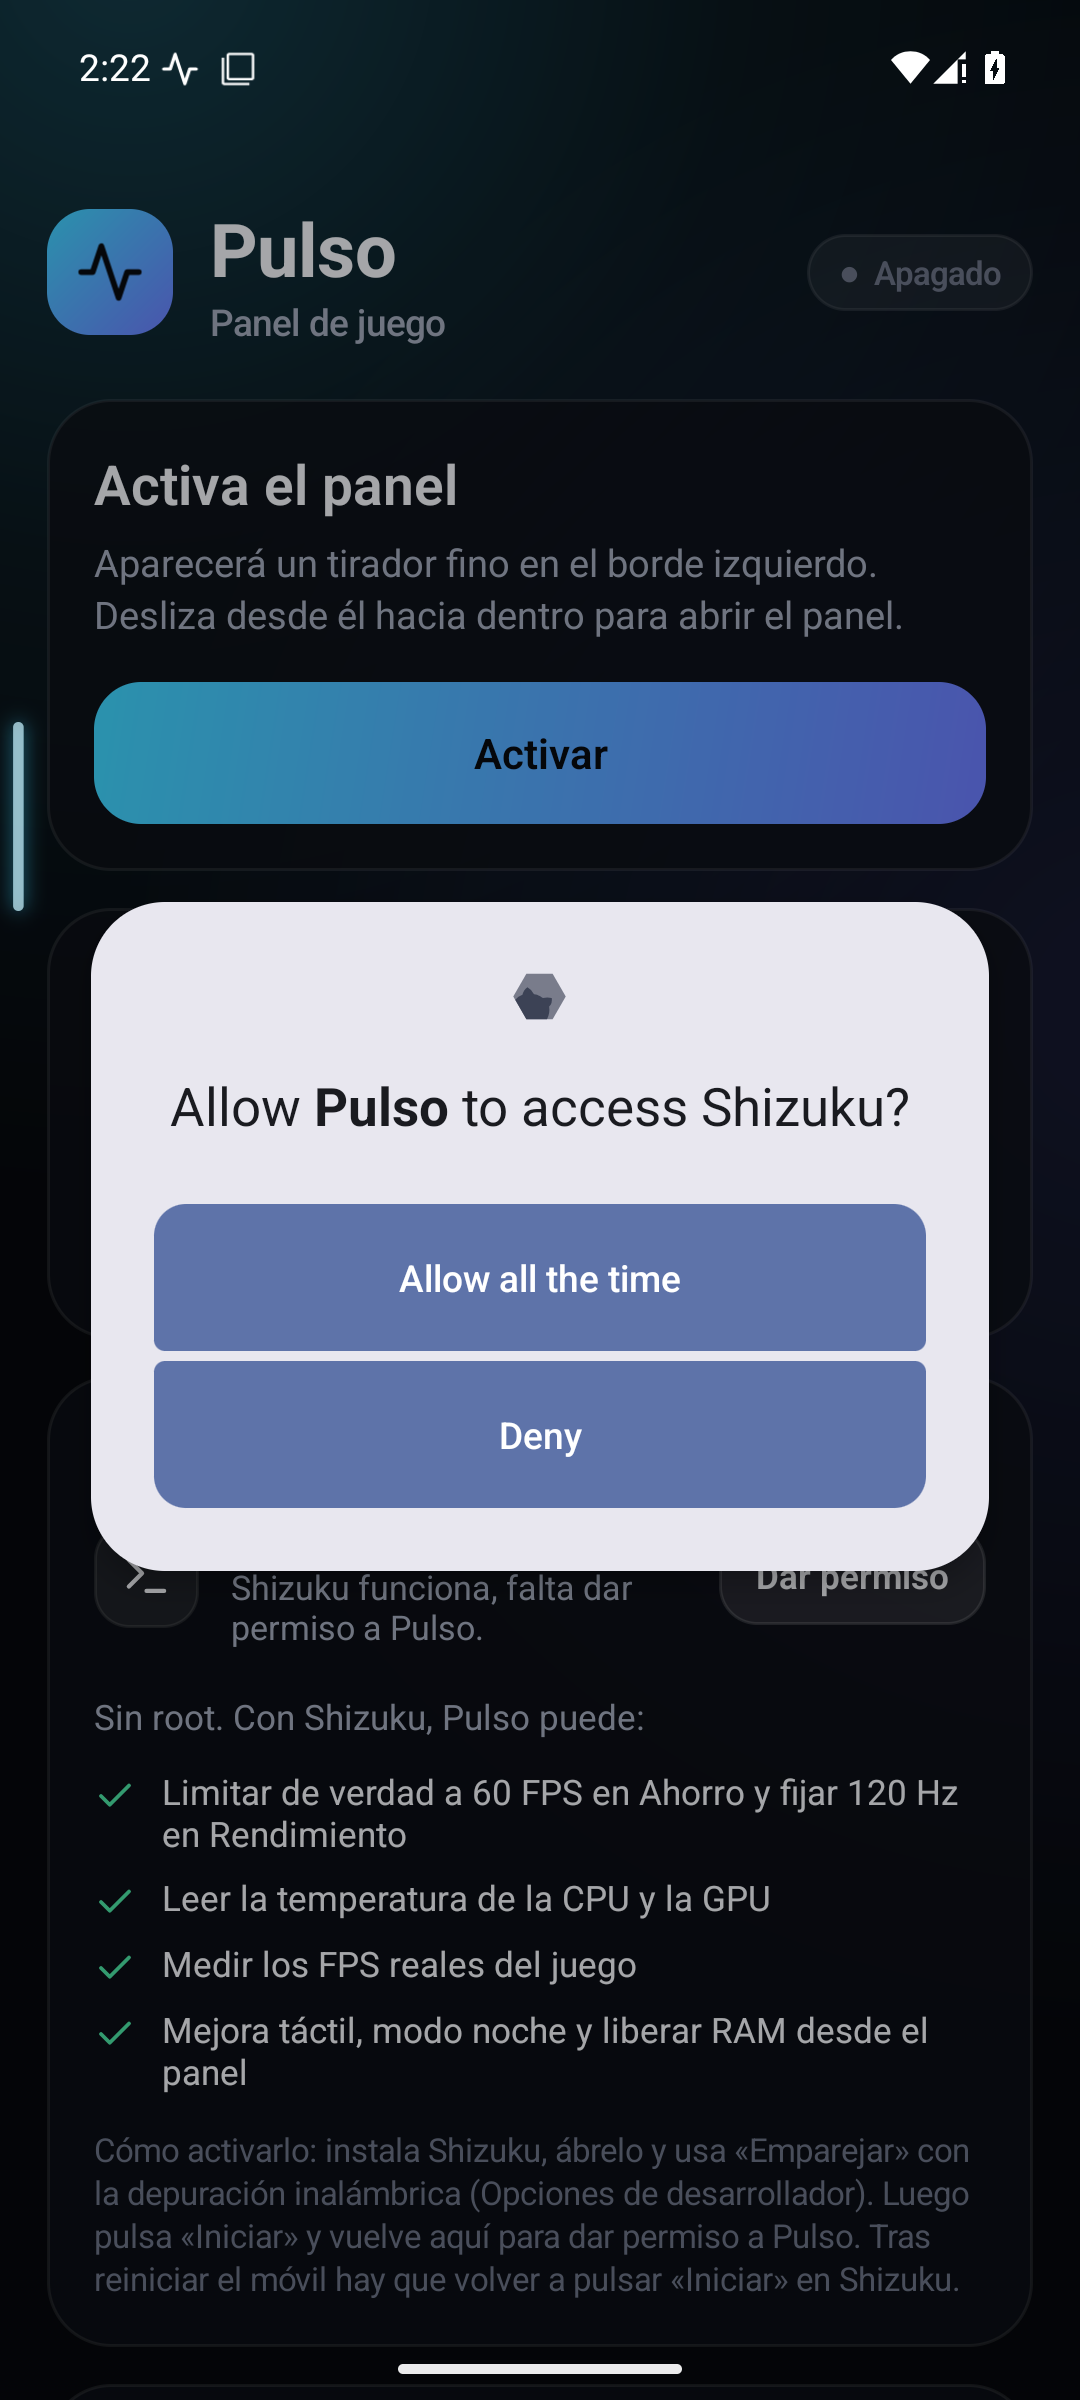 2:22
Pulso
Panel de juego
Apagado
Activa el panel
Aparecerá un tirador fino en el borde izquierdo.
Desliza desde él hacia dentro para abrir el panel.
Activar
Allow Pulso to access Shizuku?
Allow all the time
Deny
Shizuku funciona, falta dar
permiso a Pulso.
Dar permiso
Sin root. Con Shizuku, Pulso puede:
Limitar de verdad a 60 FPS en Ahorro y fijar 120 Hz
en Rendimiento
Leer la temperatura de la CPU y la GPU
Medir los FPS reales del juego
Mejora táctil, modo noche y liberar RAM desde el
panel
Cómo activarlo: instala Shizuku, ábrelo y usa «Emparejar» con
la depuración inalámbrica (Opciones de desarrollador). Luego
pulsa «Iniciar» y vuelve aquí para dar permiso a Pulso. Tras
reiniciar el móvil hay que volver a pulsar «Iniciar» en Shizuku.